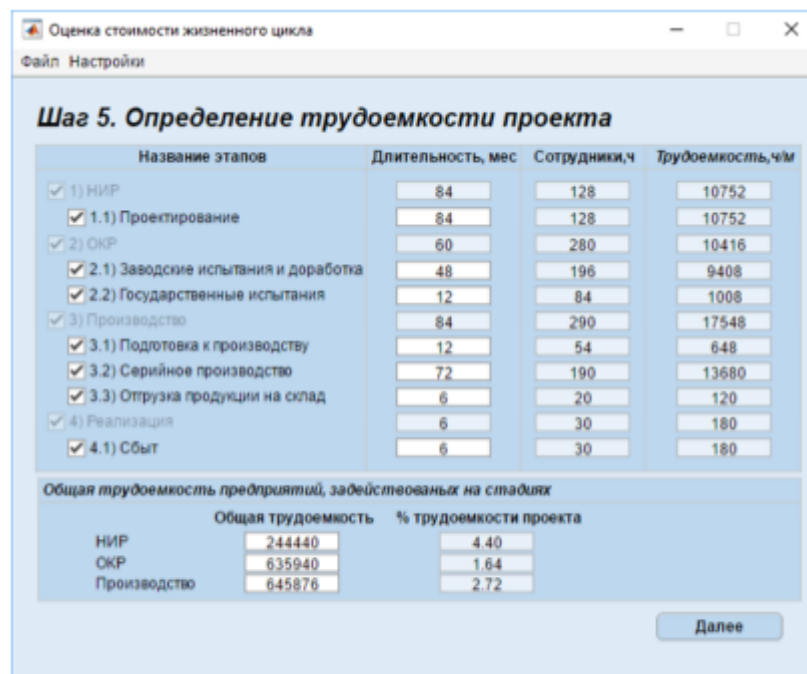 Оценка стоимости жизненного цикла
Файл Настройки
Шаг 5. Определение трудоемкости проекта
Название этапов Длительность, мес Сотрудники,ч Трудоемкость,ч/м
1) НИР 84 128 10752
1.1) Проектирование 84 128 10752
2) ОКР 60 280 10416
2.1) Заводские испытания и доработка 48 196 9408
2.2) Государственные испытания 12 84 1008
3) Производство 84 290 17548
3.1) Подготовка к производству 12 54 648
3.2) Серийное производство 72 190 13680
3.3) Отгрузка продукции на склад 6 20 120
4) Реализация 6 30 180
4.1) Сбыт 6 30 180
Общая трудоемкость предприятий, задействованых на стадиях
Общая трудоемкость % трудоемкости проекта
НИР 244440 4.40
ОКР 635940 1.64
Производство 645876 2.72
Далее